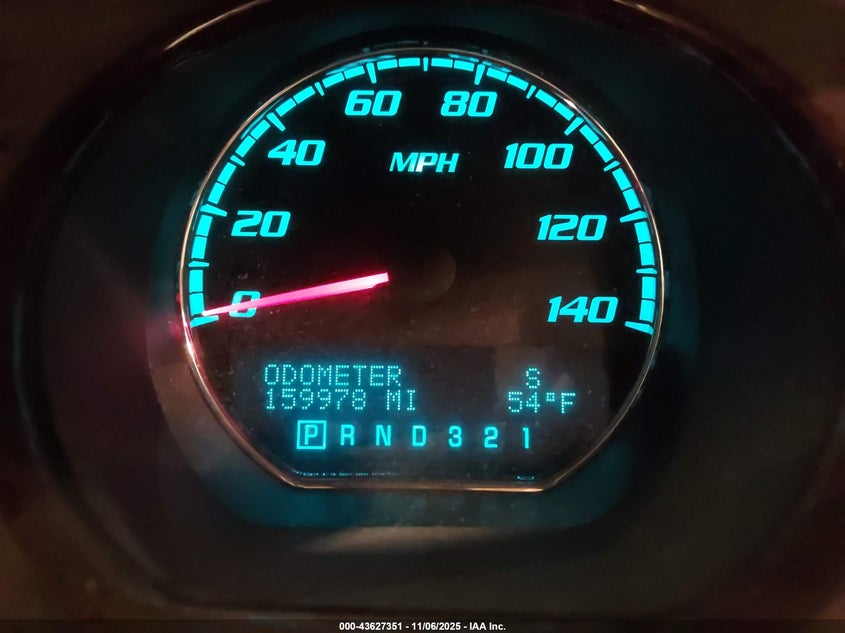 60 80
40 MPH 100
20 120
0 140
ODOMETER S
159978 MI 54°F
P R N D 3 2 1
000-43627351 - 11/06/2025 - IAA Inc.